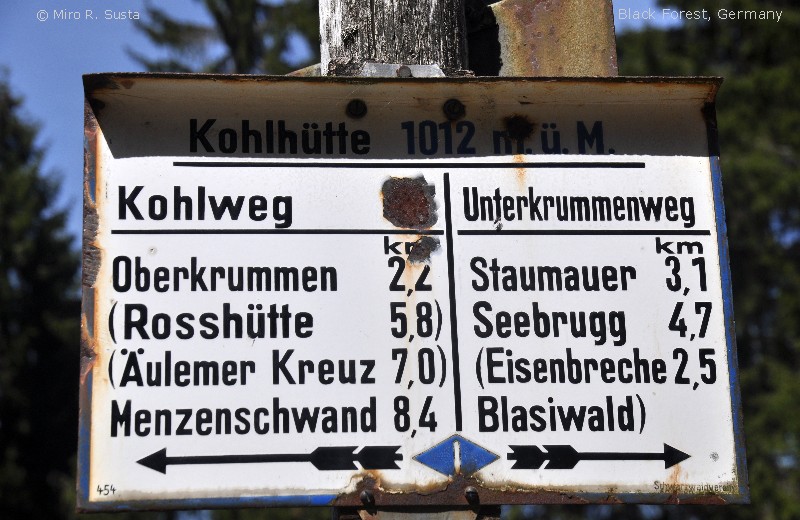 © Miro R. Susta
Black Forest, Germany
Kohlhütte 1012 m.ü.M.
Kohlweg
km
Oberkrummen 2,2
(Rosshütte 5,8)
(Äulemer Kreuz 7,0)
Menzenschwand 8,4
Unterkrummenweg
km
Staumauer 3,1
Seebrugg 4,7
(Eisenbreche 2,5
Blasiwald)
454